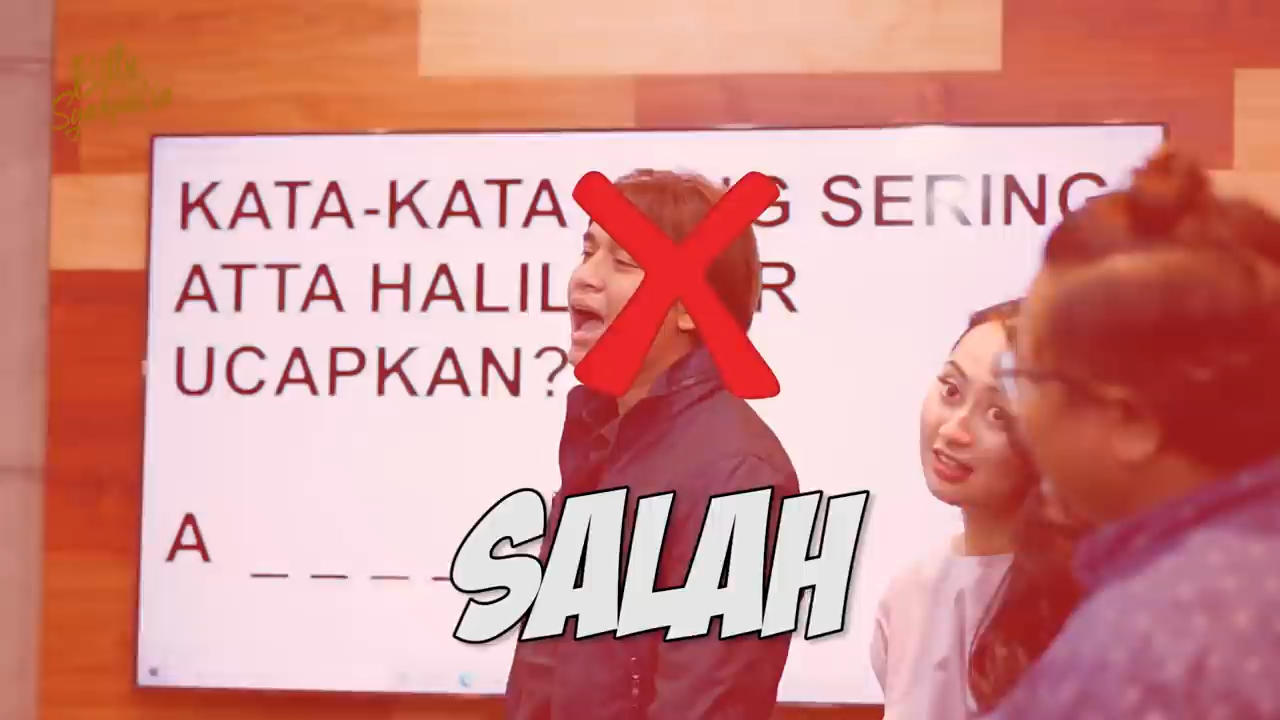 KATA-KATA G SERING
ATTA HALIL R
UCAPKAN?
A _ _ _ _
SALAH